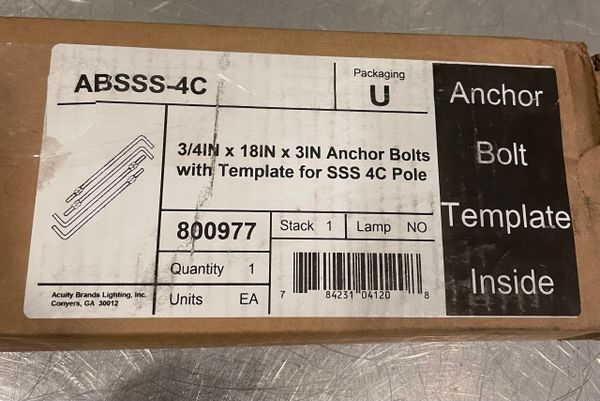 ABSSS-4C
Packaging
U
3/4IN x 18IN x 3IN Anchor Bolts
with Template for SSS 4C Pole
800977
Stack 1
Lamp NO
Quantity 1
Units EA
7 84231 04120 8
Acuity Brands Lighting, Inc.
Conyers, GA 30012
Anchor
Bolt
Template
Inside